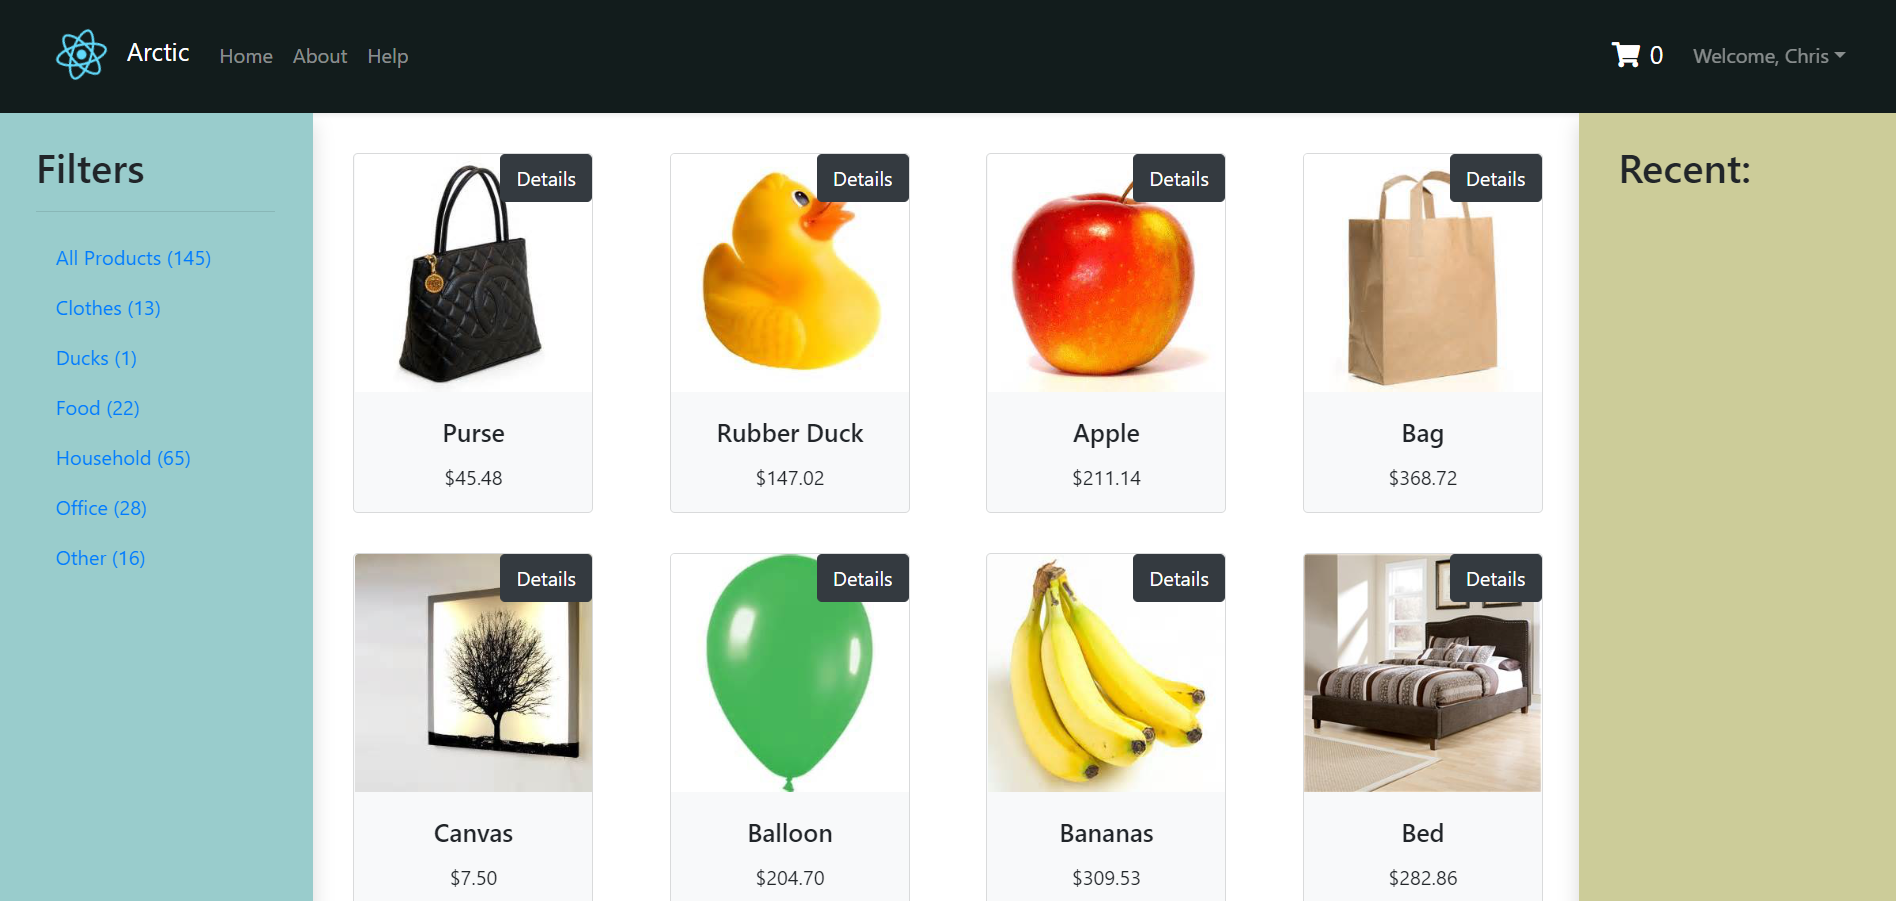 Arctic Home About Help 0 Welcome, Chris
Filters
All Products (145)
Clothes (13)
Ducks (1)
Food (22)
Household (65)
Office (28)
Other (16)
Details Details Details Details
Purse Rubber Duck Apple Bag
$45.48 $147.02 $211.14 $368.72
Details Details Details Details
Canvas Balloon Bananas Bed
$7.50 $204.70 $309.53 $282.86
Recent: